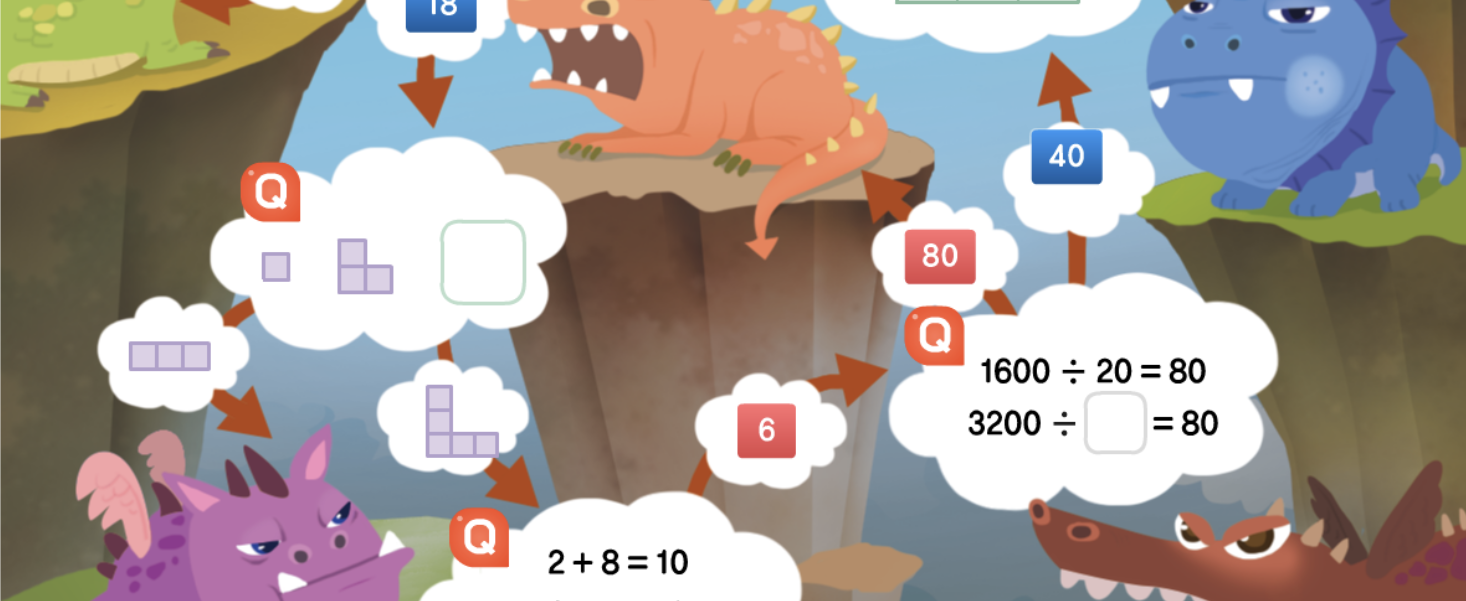 18
Q
40
80
Q
1600 ÷ 20 = 80
3200 ÷ = 80
6
Q
2 + 8 = 10